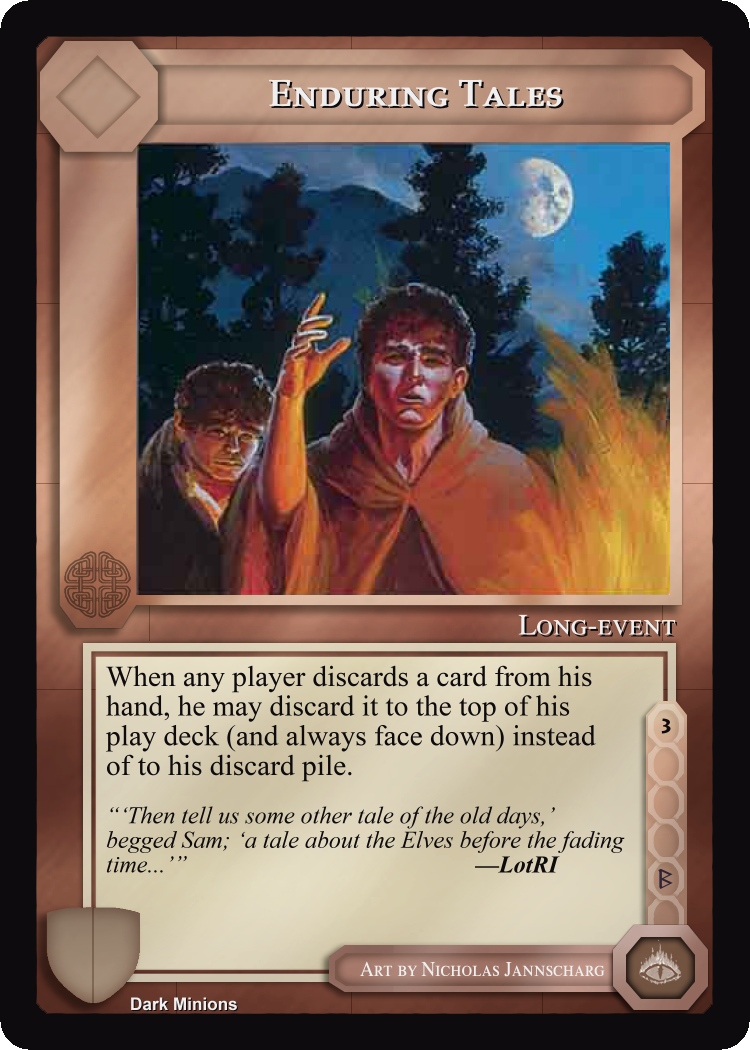 Enduring Tales
Long-event
When any player discards a card from his
hand, he may discard it to the top of his
play deck (and always face down) instead
of to his discard pile.
3
“‘Then tell us some other tale of the old days,’
begged Sam; ‘a tale about the Elves before the fading
time...’” —LotRI
ᛒ
Art by Nicholas Jannscharg
Dark Minions